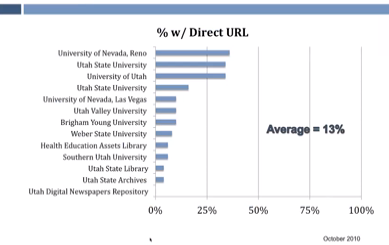 % w/ Direct URL
University of Nevada, Reno
Utah State University
University of Utah
Utah State University
University of Nevada, Las Vegas
Utah Valley University
Brigham Young University
Weber State University
Health Education Assets Library
Southern Utah University
Utah State Library
Utah State Archives
Utah Digital Newspapers Repository
Average = 13%
0% 25% 50% 75% 100%
October 2010